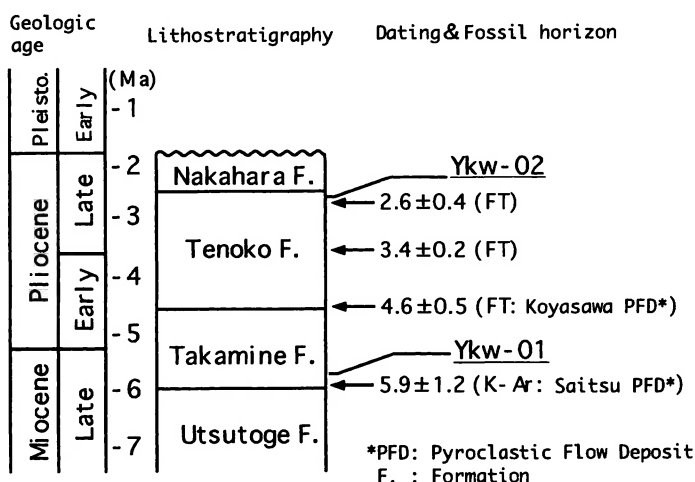 Geologic
age
Lithostratigraphy
Dating&Fossil horizon
(Ma)
Pleisto.
Early
-1
-2
Nakahara F.
Ykw-02
2.6±0.4 (FT)
Late
-3
Pliocene
Tenoko F.
3.4±0.2 (FT)
-4
Early
4.6±0.5 (FT: Koyasawa PFD*)
-5
Takamine F.
Ykw-01
5.9±1.2 (K-Ar: Saitsu PFD*)
-6
Miocene
Late
Utsutoge F.
-7
*PFD: Pyroclastic Flow Deposit
F. : Formation